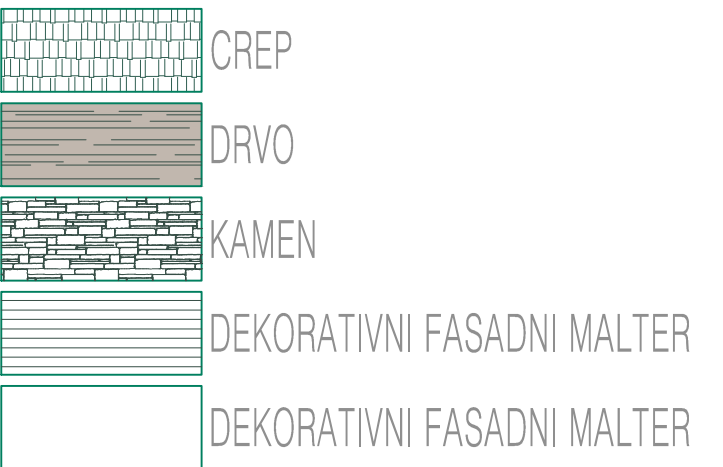 CREP
DRVO
KAMEN
DEKORATIVNI FASADNI MALTER
DEKORATIVNI FASADNI MALTER